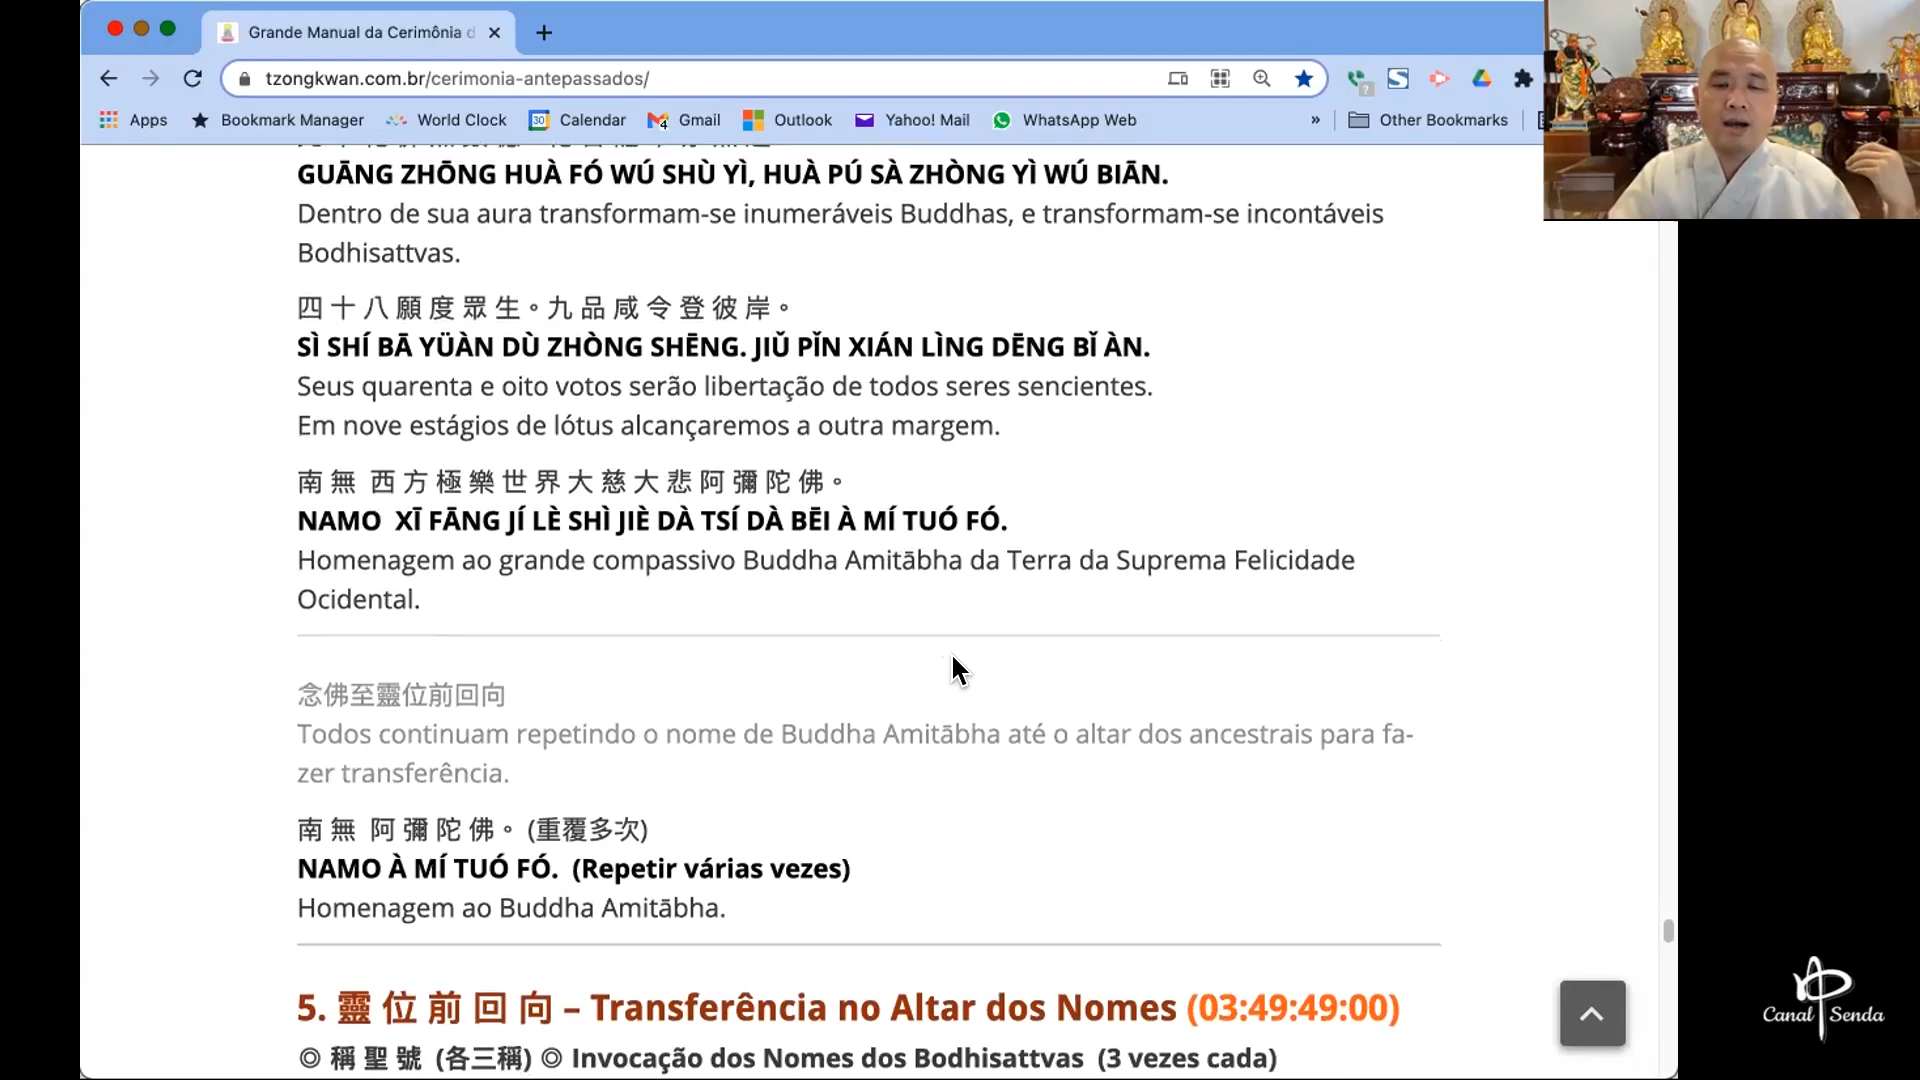 Grande Manual da Cerimônia d
tzongkwan.com.br/cerimonia-antepassados/
Apps Bookmark Manager World Clock 30 Calendar 4 Gmail Outlook Yahoo! Mail WhatsApp Web » Other Bookmarks
GUĀNG ZHŌNG HUÀ FÓ WÚ SHÙ YÌ, HUÀ PÚ SÀ ZHÒNG YÌ WÚ BIĀN.
Dentro de sua aura transformam-se inumeráveis Buddhas, e transformam-se incontáveis
Bodhisattvas.
四 十 八 願 度 眾 生。九 品 咸 令 登 彼 岸。
SÌ SHÍ BĀ YÜÀN DÙ ZHÒNG SHĒNG. JIǓ PǏN XIÁN LÌNG DĒNG BǏ ÀN.
Seus quarenta e oito votos serão libertação de todos seres sencientes.
Em nove estágios de lótus alcançaremos a outra margem.
南 無 西 方 極 樂 世 界 大 慈 大 悲 阿 彌 陀 佛。
NAMO XĪ FĀNG JÍ LÈ SHÌ JIÈ DÀ TSÍ DÀ BĒI À MÍ TUÓ FÓ.
Homenagem ao grande compassivo Buddha Amitābha da Terra da Suprema Felicidade
Ocidental.
念佛至靈位前回向
Todos continuam repetindo o nome de Buddha Amitābha até o altar dos ancestrais para fa-
zer transferência.
南 無 阿 彌 陀 佛。 (重覆多次)
NAMO À MÍ TUÓ FÓ. (Repetir várias vezes)
Homenagem ao Buddha Amitābha.
5. 靈 位 前 回 向 – Transferência no Altar dos Nomes (03:49:49:00)
◎ 稱 聖 號 (各三稱) ◎ Invocação dos Nomes dos Bodhisattvas (3 vezes cada)
Canal Senda